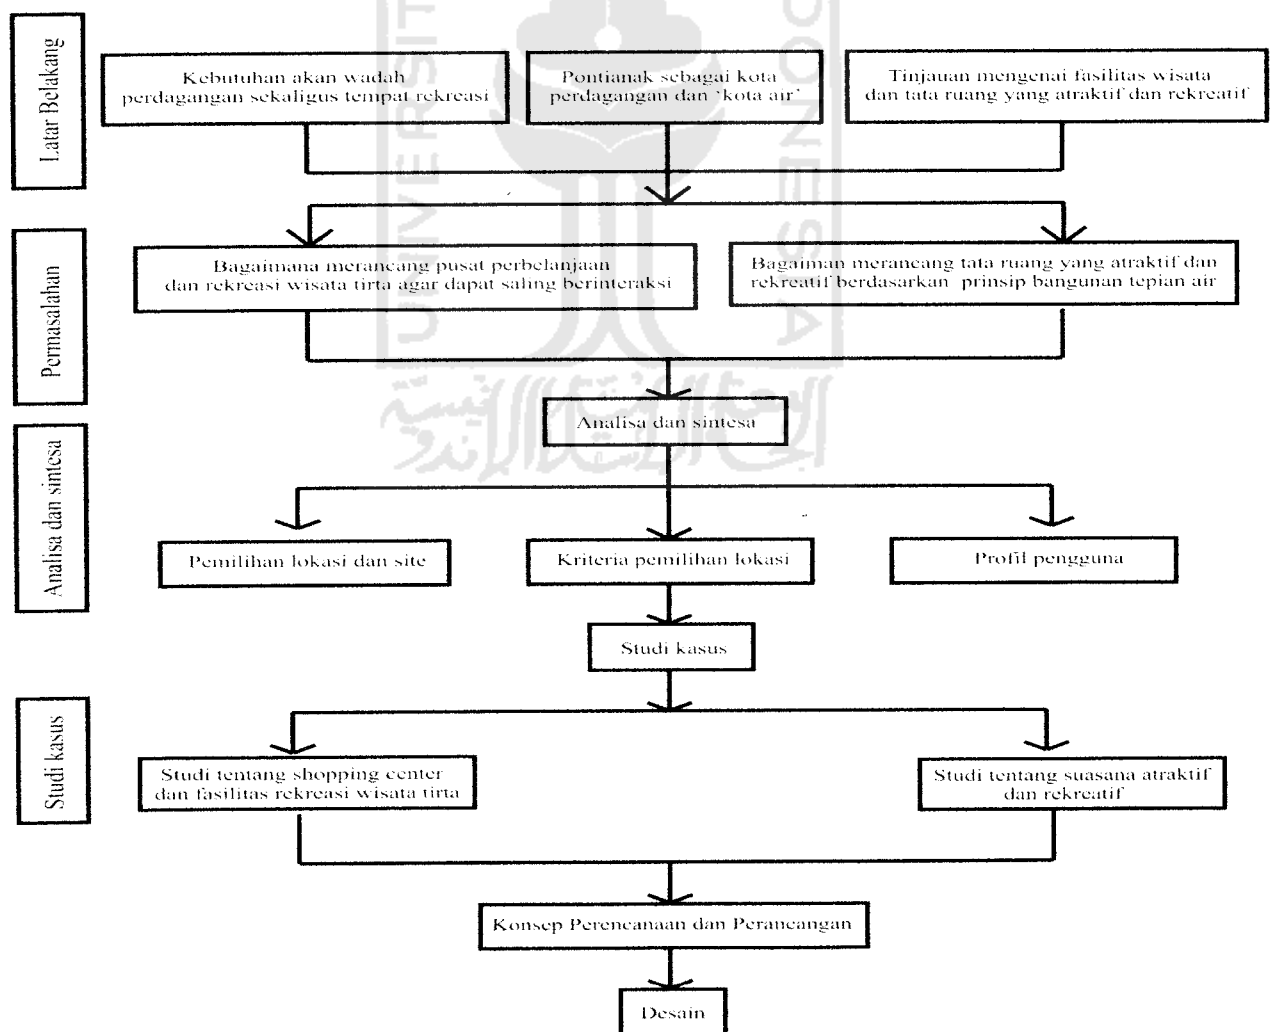 Latar Belakang
Kebutuhan akan wadah
perdagangan sekaligus tempat rekreasi
Pontianak sebagai kota
perdagangan dan 'kota air'
Tinjauan mengenai fasilitas wisata
dan tata ruang yang atraktif dan rekreatif
Permasalahan
Bagaimana merancang pusat perbelanjaan
dan rekreasi wisata tirta agar dapat saling berinteraksi
Bagaiman merancang tata ruang yang atraktif dan
rekreatif berdasarkan prinsip bangunan tepian air
Analisa dan sintesa
Analisa dan sintesa
Pemilihan lokasi dan site
Kriteria pemilihan lokasi
Profil pengguna
Studi kasus
Studi kasus
Studi tentang shopping center
dan fasilitas rekreasi wisata tirta
Studi tentang suasana atraktif
dan rekreatif
Konsep Perencanaan dan Perancangan
Desain
UNIVERSIT
ONESIA